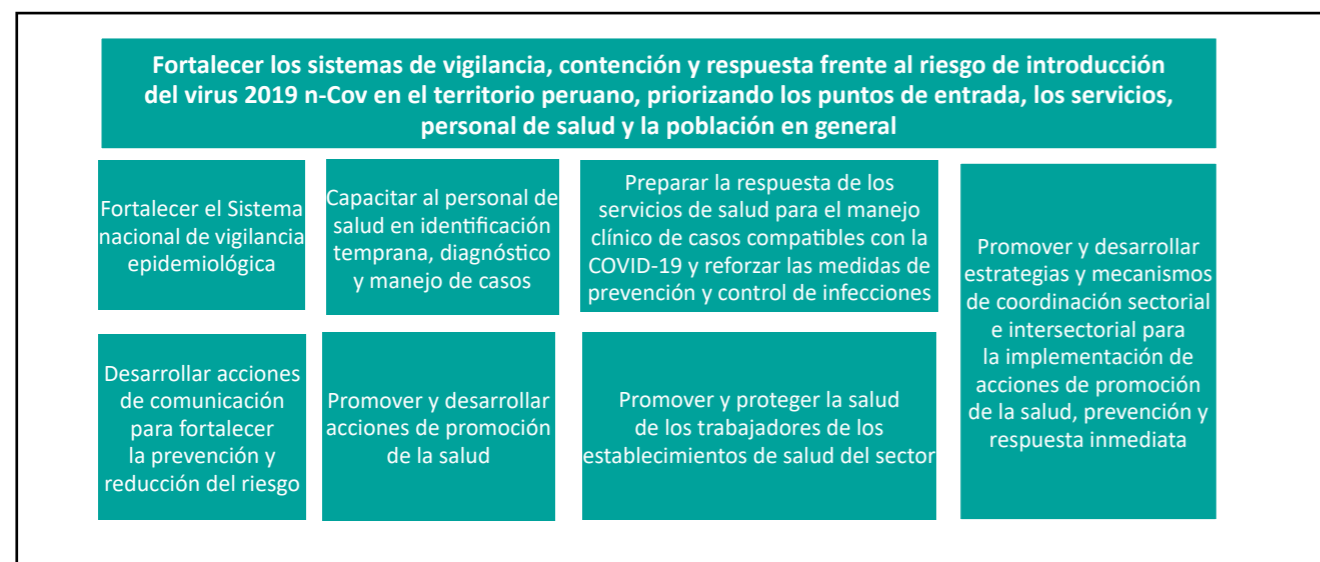 Fortalecer los sistemas de vigilancia, contención y respuesta frente al riesgo de introducción
del virus 2019 n-Cov en el territorio peruano, priorizando los puntos de entrada, los servicios,
personal de salud y la población en general
Fortalecer el Sistema
nacional de vigilancia
epidemiológica
Capacitar al personal de
salud en identificación
temprana, diagnóstico
y manejo de casos
Preparar la respuesta de los
servicios de salud para el manejo
clínico de casos compatibles con la
COVID-19 y reforzar las medidas de
prevención y control de infecciones
Promover y desarrollar
estrategias y mecanismos
de coordinación sectorial
e intersectorial para
la implementación de
acciones de promoción
de la salud, prevención y
respuesta inmediata
Desarrollar acciones
de comunicación
para fortalecer
la prevención y
reducción del riesgo
Promover y desarrollar
acciones de promoción
de la salud
Promover y proteger la salud
de los trabajadores de los
establecimientos de salud del sector